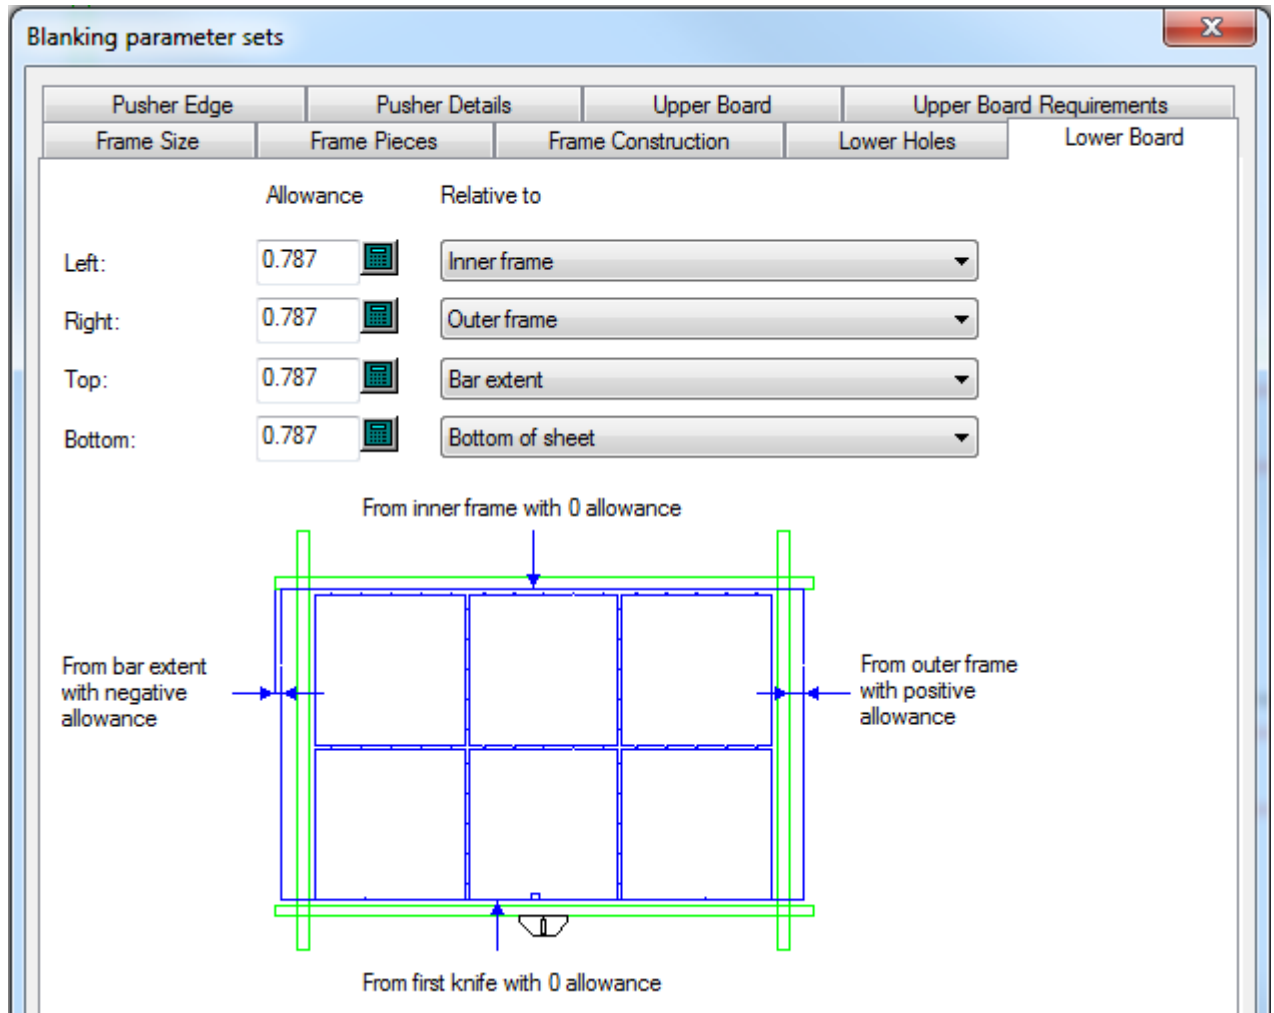 Blanking parameter sets
Pusher Edge Pusher Details Upper Board Upper Board Requirements
Frame Size Frame Pieces Frame Construction Lower Holes Lower Board
Allowance Relative to
Left: 0.787 Inner frame
Right: 0.787 Outer frame
Top: 0.787 Bar extent
Bottom: 0.787 Bottom of sheet
From inner frame with 0 allowance
From bar extent
with negative
allowance
From outer frame
with positive
allowance
From first knife with 0 allowance